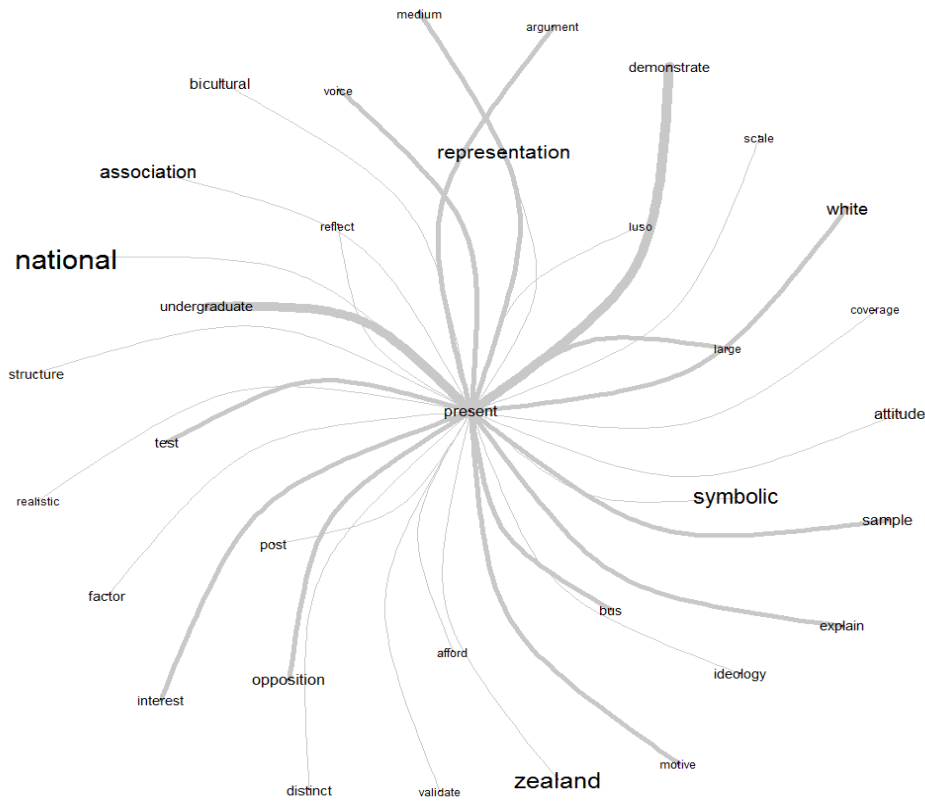 medium
argument
demonstrate
bicultural
voice
scale
representation
association
white
reflect
luso
national
undergraduate
coverage
large
structure
present
attitude
test
symbolic
realistic
sample
post
factor
bus
explain
afford
ideology
opposition
interest
motive
zealand
distinct
validate